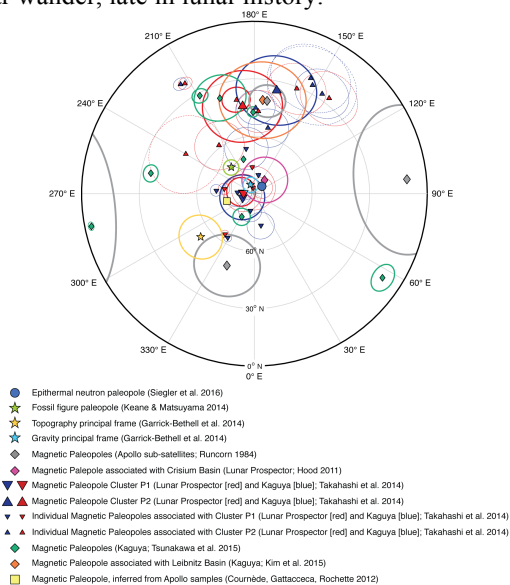 r wander, late in lunar history.
180° E
210° E
150° E
240° E
120° E
270° E
90° E
60° N
300° E
60° E
30° N
330° E
30° E
0° N
0° E
Epithermal neutron paleopole (Siegler et al. 2016)
Fossil figure paleopole (Keane & Matsuyama 2014)
Topography principal frame (Garrick-Bethell et al. 2014)
Gravity principal frame (Garrick-Bethell et al. 2014)
Magnetic Paleopoles (Apollo sub-satellites; Runcorn 1984)
Magnetic Paleopole associated with Crisium Basin (Lunar Prospector; Hood 2011)
Magnetic Paleopole Cluster P1 (Lunar Prospector [red] and Kaguya [blue]; Takahashi et al. 2014)
Magnetic Paleopole Cluster P2 (Lunar Prospector [red] and Kaguya [blue]; Takahashi et al. 2014)
Individual Magnetic Paleopoles associated with Cluster P1 (Lunar Prospector [red] and Kaguya [blue]; Takahashi et al. 2014)
Individual Magnetic Paleopoles associated with Cluster P2 (Lunar Prospector [red] and Kaguya [blue]; Takahashi et al. 2014)
Magnetic Paleopoles (Kaguya; Tsunakawa et al. 2015)
Magnetic Paleopole associated with Leibnitz Basin (Kaguya; Kim et al. 2015)
Magnetic Paleopole, inferred from Apollo samples (Cournède, Gattacceca, Rochette 2012)